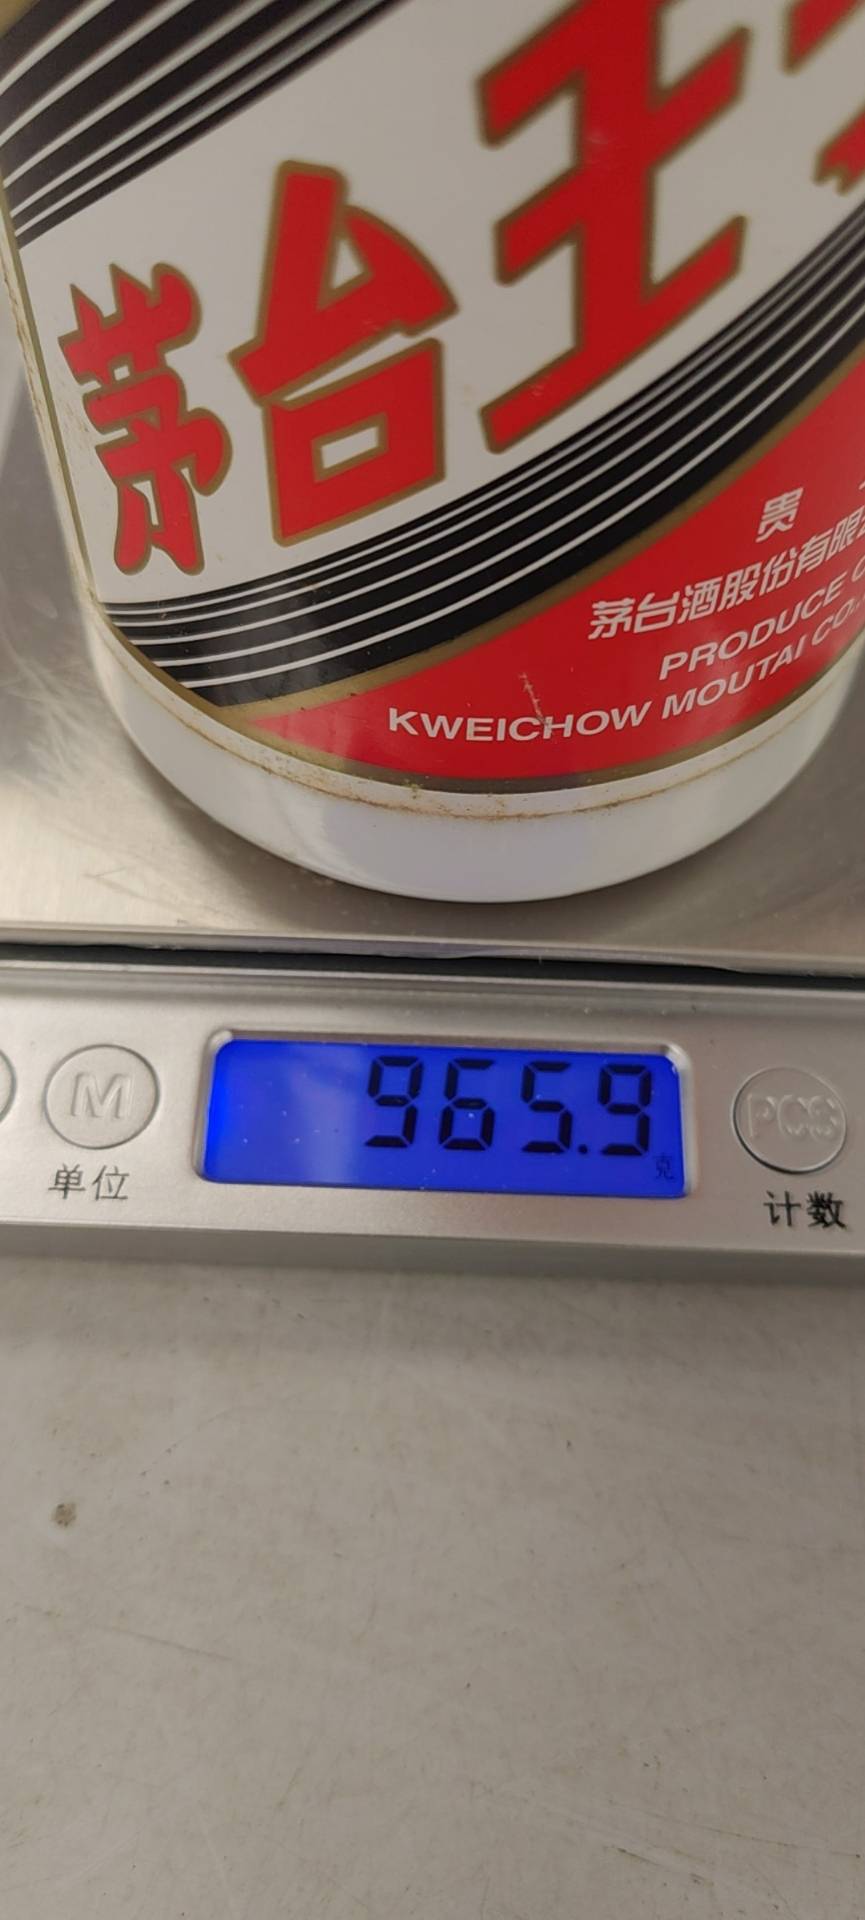 茅台王
贵
茅台酒股份有限
PRODUCE
KWEICHOW MOUTAI CO.
965.9
克
M
单位
PCS
计数